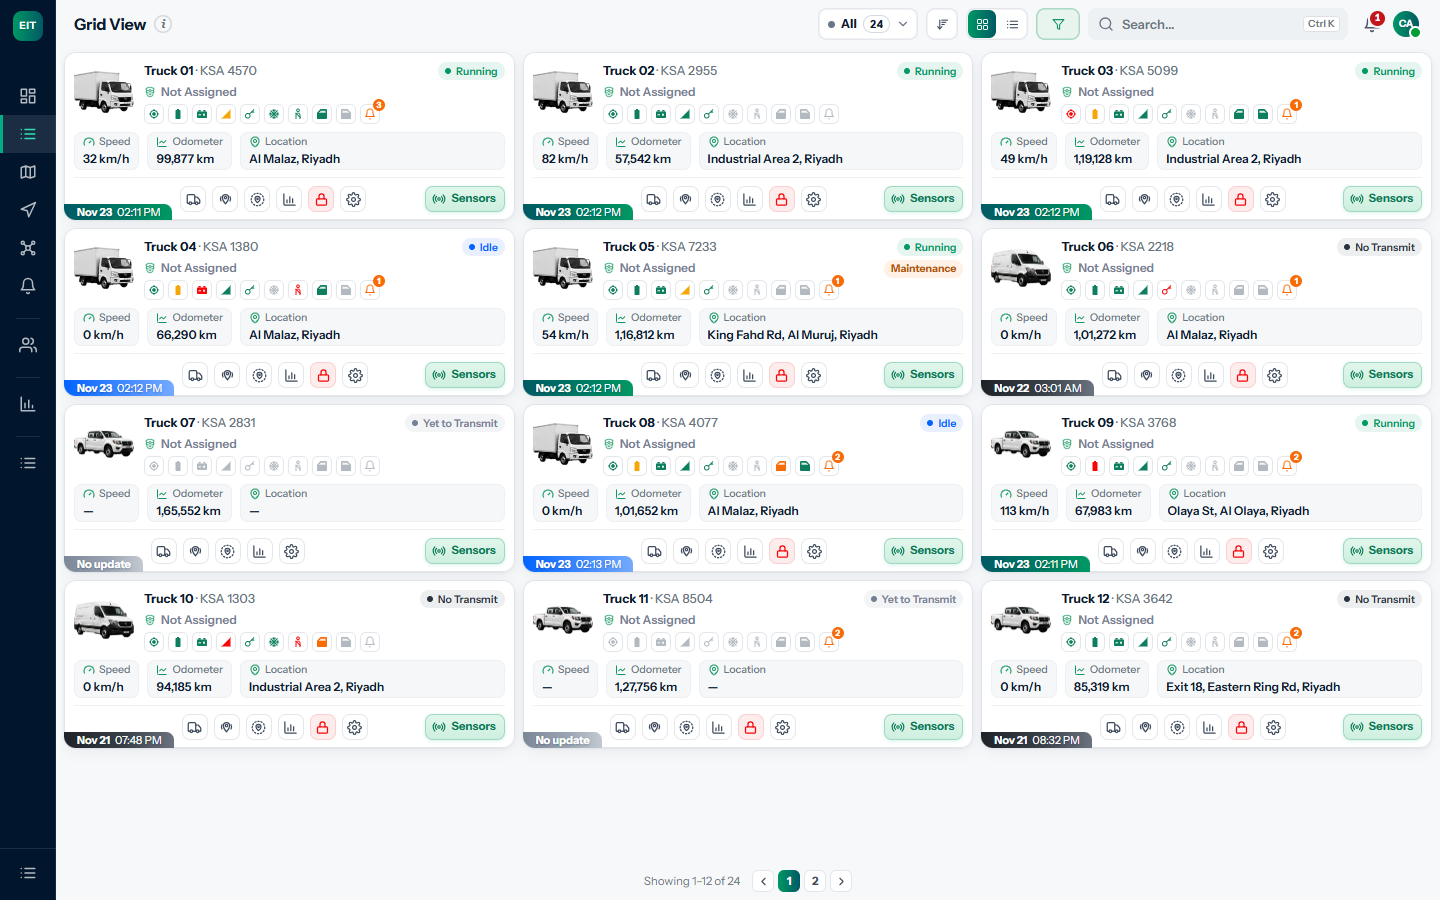 EIT
Grid View
All 24
Search...
Ctrl K
1
CA
Truck 01 · KSA 4570
Running
Not Assigned
3
Speed
32 km/h
Odometer
99,877 km
Location
Al Malaz, Riyadh
Nov 23 02:11 PM
Sensors
Truck 02 · KSA 2955
Running
Not Assigned
Speed
82 km/h
Odometer
57,542 km
Location
Industrial Area 2, Riyadh
Nov 23 02:12 PM
Sensors
Truck 03 · KSA 5099
Running
Not Assigned
1
Speed
49 km/h
Odometer
1,19,128 km
Location
Industrial Area 2, Riyadh
Nov 23 02:12 PM
Sensors
Truck 04 · KSA 1380
Idle
Not Assigned
1
Speed
0 km/h
Odometer
66,290 km
Location
Al Malaz, Riyadh
Nov 23 02:12 PM
Sensors
Truck 05 · KSA 7233
Running
Not Assigned
Maintenance
1
Speed
54 km/h
Odometer
1,16,812 km
Location
King Fahd Rd, Al Muruj, Riyadh
Nov 23 02:12 PM
Sensors
Truck 06 · KSA 2218
No Transmit
Not Assigned
1
Speed
0 km/h
Odometer
1,01,272 km
Location
Al Malaz, Riyadh
Nov 22 03:01 AM
Sensors
Truck 07 · KSA 2831
Yet to Transmit
Not Assigned
Speed
—
Odometer
1,65,552 km
Location
—
No update
Sensors
Truck 08 · KSA 4077
Idle
Not Assigned
2
Speed
0 km/h
Odometer
1,01,652 km
Location
Al Malaz, Riyadh
Nov 23 02:13 PM
Sensors
Truck 09 · KSA 3768
Running
Not Assigned
2
Speed
113 km/h
Odometer
67,983 km
Location
Olaya St, Al Olaya, Riyadh
Nov 23 02:11 PM
Sensors
Truck 10 · KSA 1303
No Transmit
Not Assigned
Speed
0 km/h
Odometer
94,185 km
Location
Industrial Area 2, Riyadh
Nov 21 07:48 PM
Sensors
Truck 11 · KSA 8504
Yet to Transmit
Not Assigned
2
Speed
—
Odometer
1,27,756 km
Location
—
No update
Sensors
Truck 12 · KSA 3642
No Transmit
Not Assigned
2
Speed
0 km/h
Odometer
85,319 km
Location
Exit 18, Eastern Ring Rd, Riyadh
Nov 21 08:32 PM
Sensors
Showing 1–12 of 24
1
2